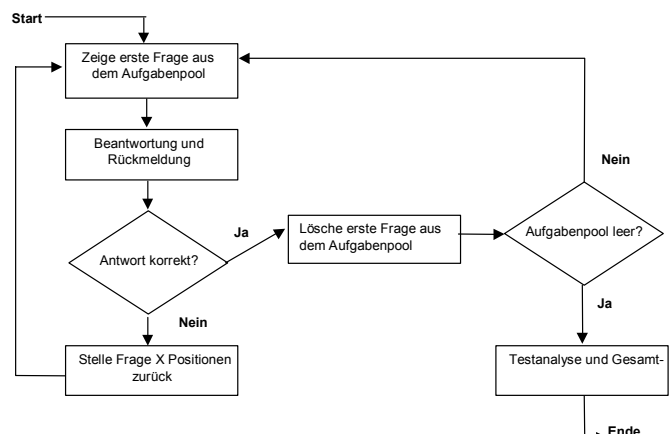 Start
Zeige erste Frage aus
dem Aufgabenpool
Beantwortung und
Rückmeldung
Nein
Ja
Lösche erste Frage aus
dem Aufgabenpool
Aufgabenpool leer?
Antwort korrekt?
Nein
Ja
Stelle Frage X Positionen
zurück
Testanalyse und Gesamt-
Ende